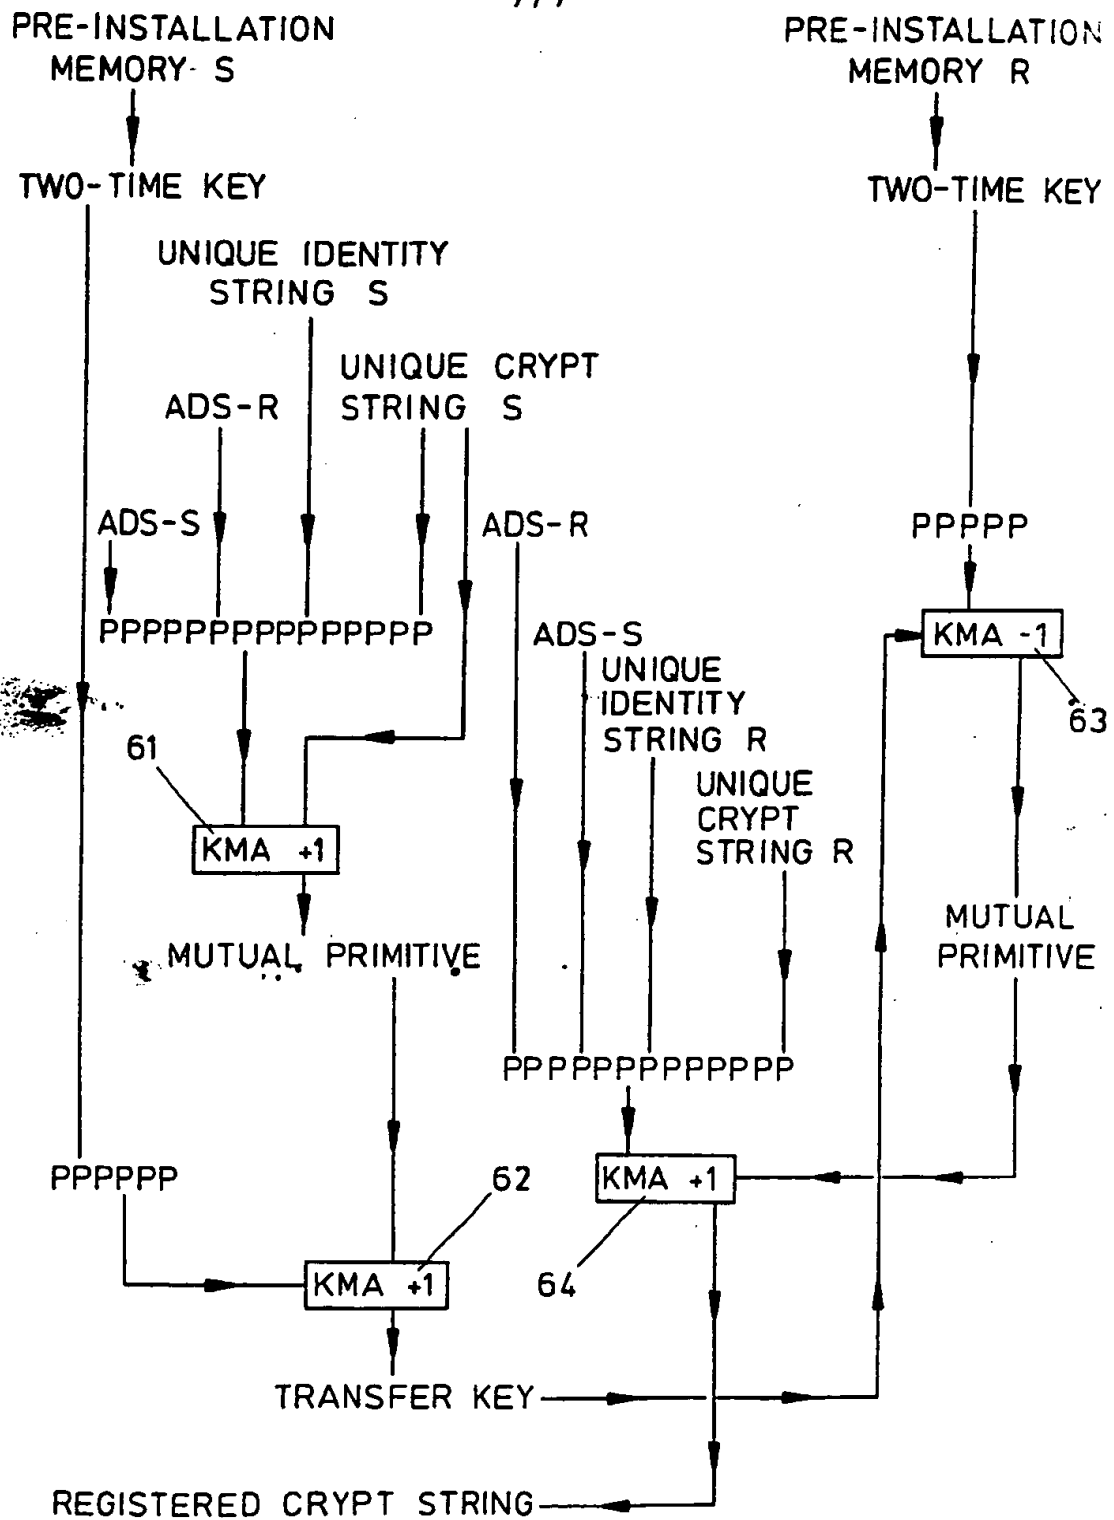 7/7
PRE-INSTALLATION
MEMORY S
PRE-INSTALLATION
MEMORY R
TWO-TIME KEY
TWO-TIME KEY
UNIQUE IDENTITY
STRING S
UNIQUE CRYPT
STRING S
ADS-R
ADS-S
ADS-R
PPPPP
PPPPPPPPPPPPPPP
ADS-S
KMA -1
UNIQUE
IDENTITY
STRING R
63
61
UNIQUE
CRYPT
STRING R
KMA +1
MUTUAL
PRIMITIVE
MUTUAL PRIMITIVE
PPPPPPPPPPPPP
PPPPPP
KMA +1
62
64
KMA +1
TRANSFER KEY
REGISTERED CRYPT STRING